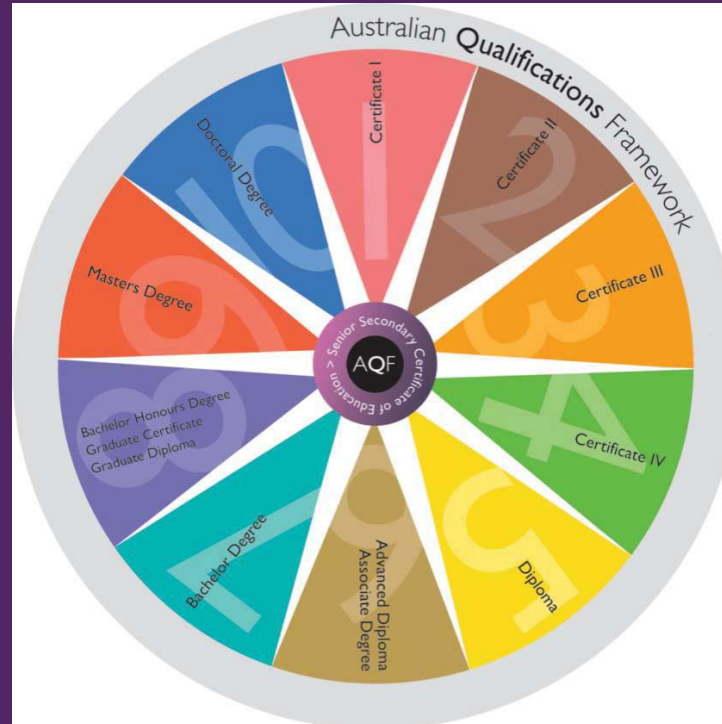 Australian Qualifications Framework
1
Certificate I
2
Certificate II
3
Certificate III
4
Certificate IV
5
Diploma
6
Advanced Diploma
Associate Degree
7
Bachelor Degree
8
Bachelor Honours Degree
Graduate Certificate
Graduate Diploma
9
Masters Degree
10
Doctoral Degree
AQF
Senior Secondary Certificate of Education >